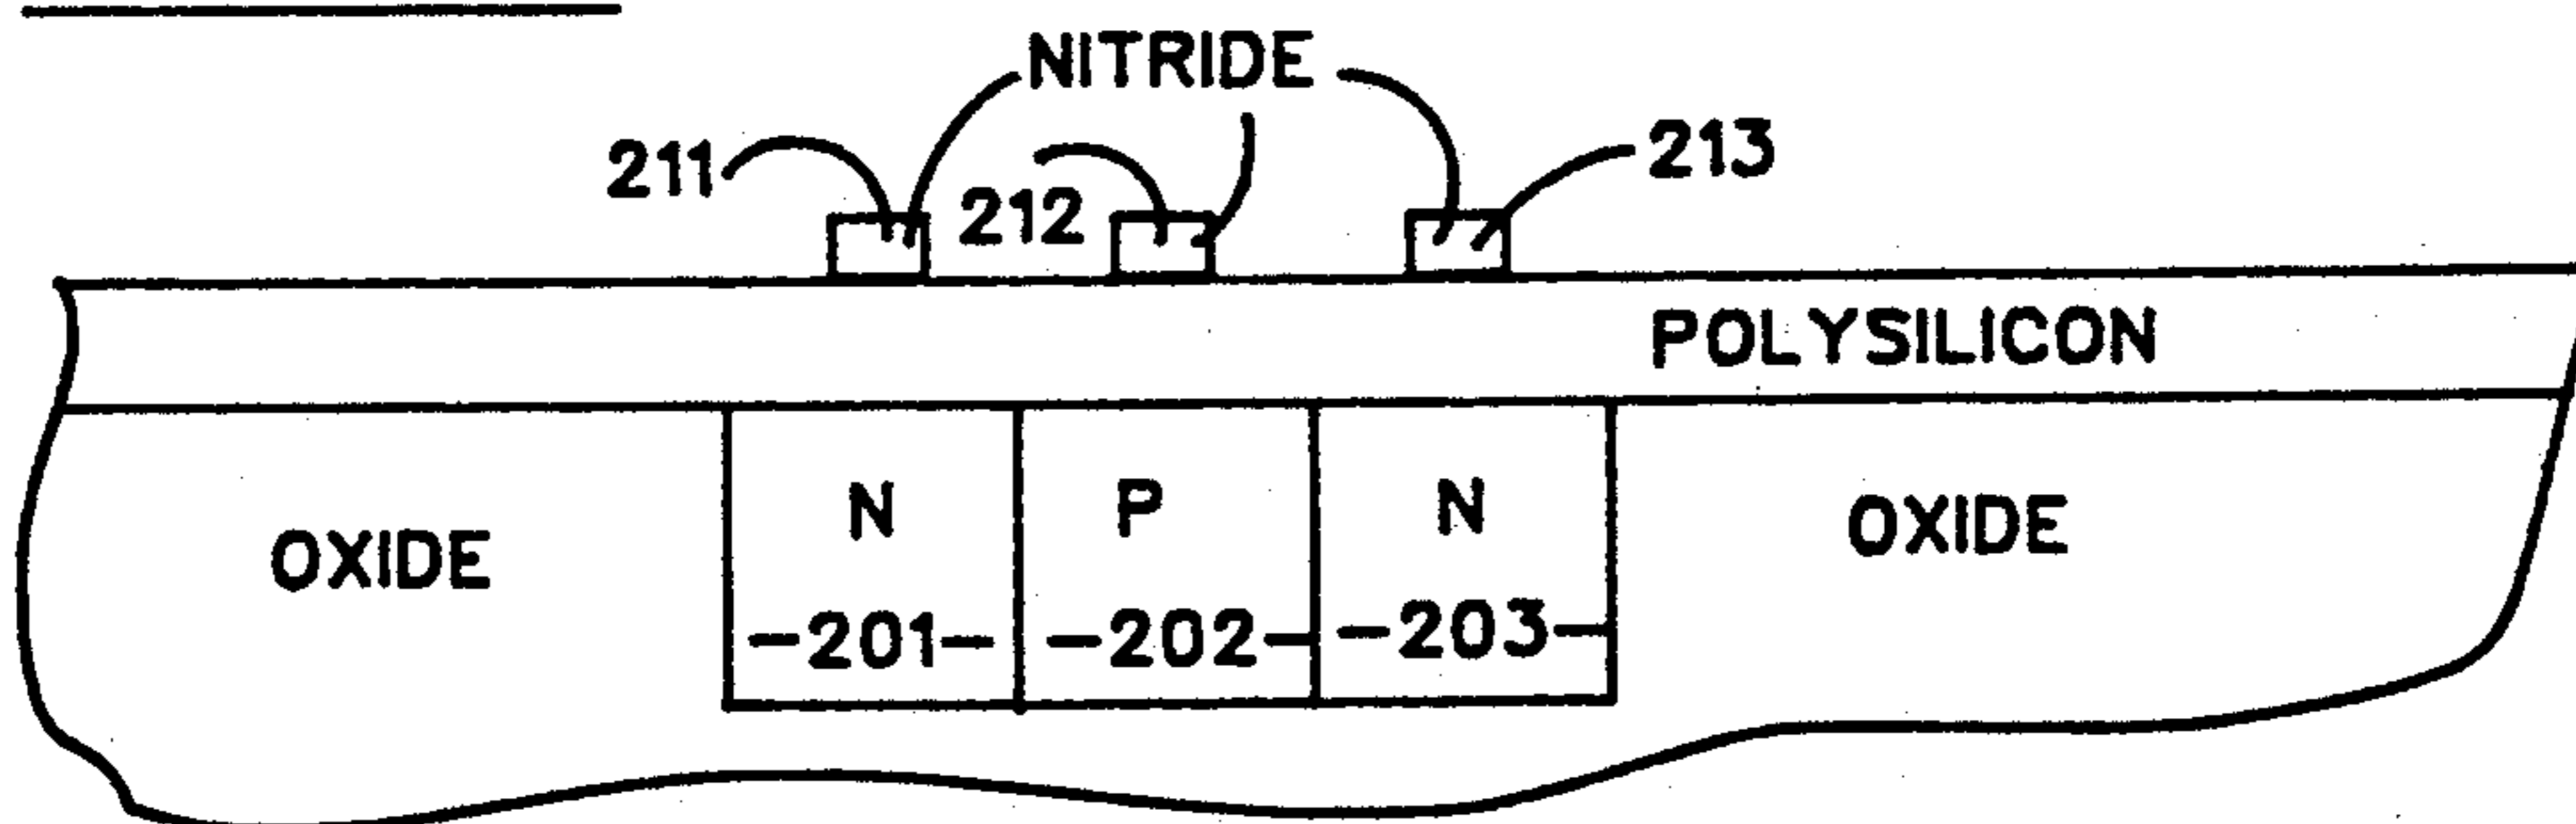 NITRIDE
211
212
213
POLYSILICON
N P N
OXIDE OXIDE
-201- -202- -203-